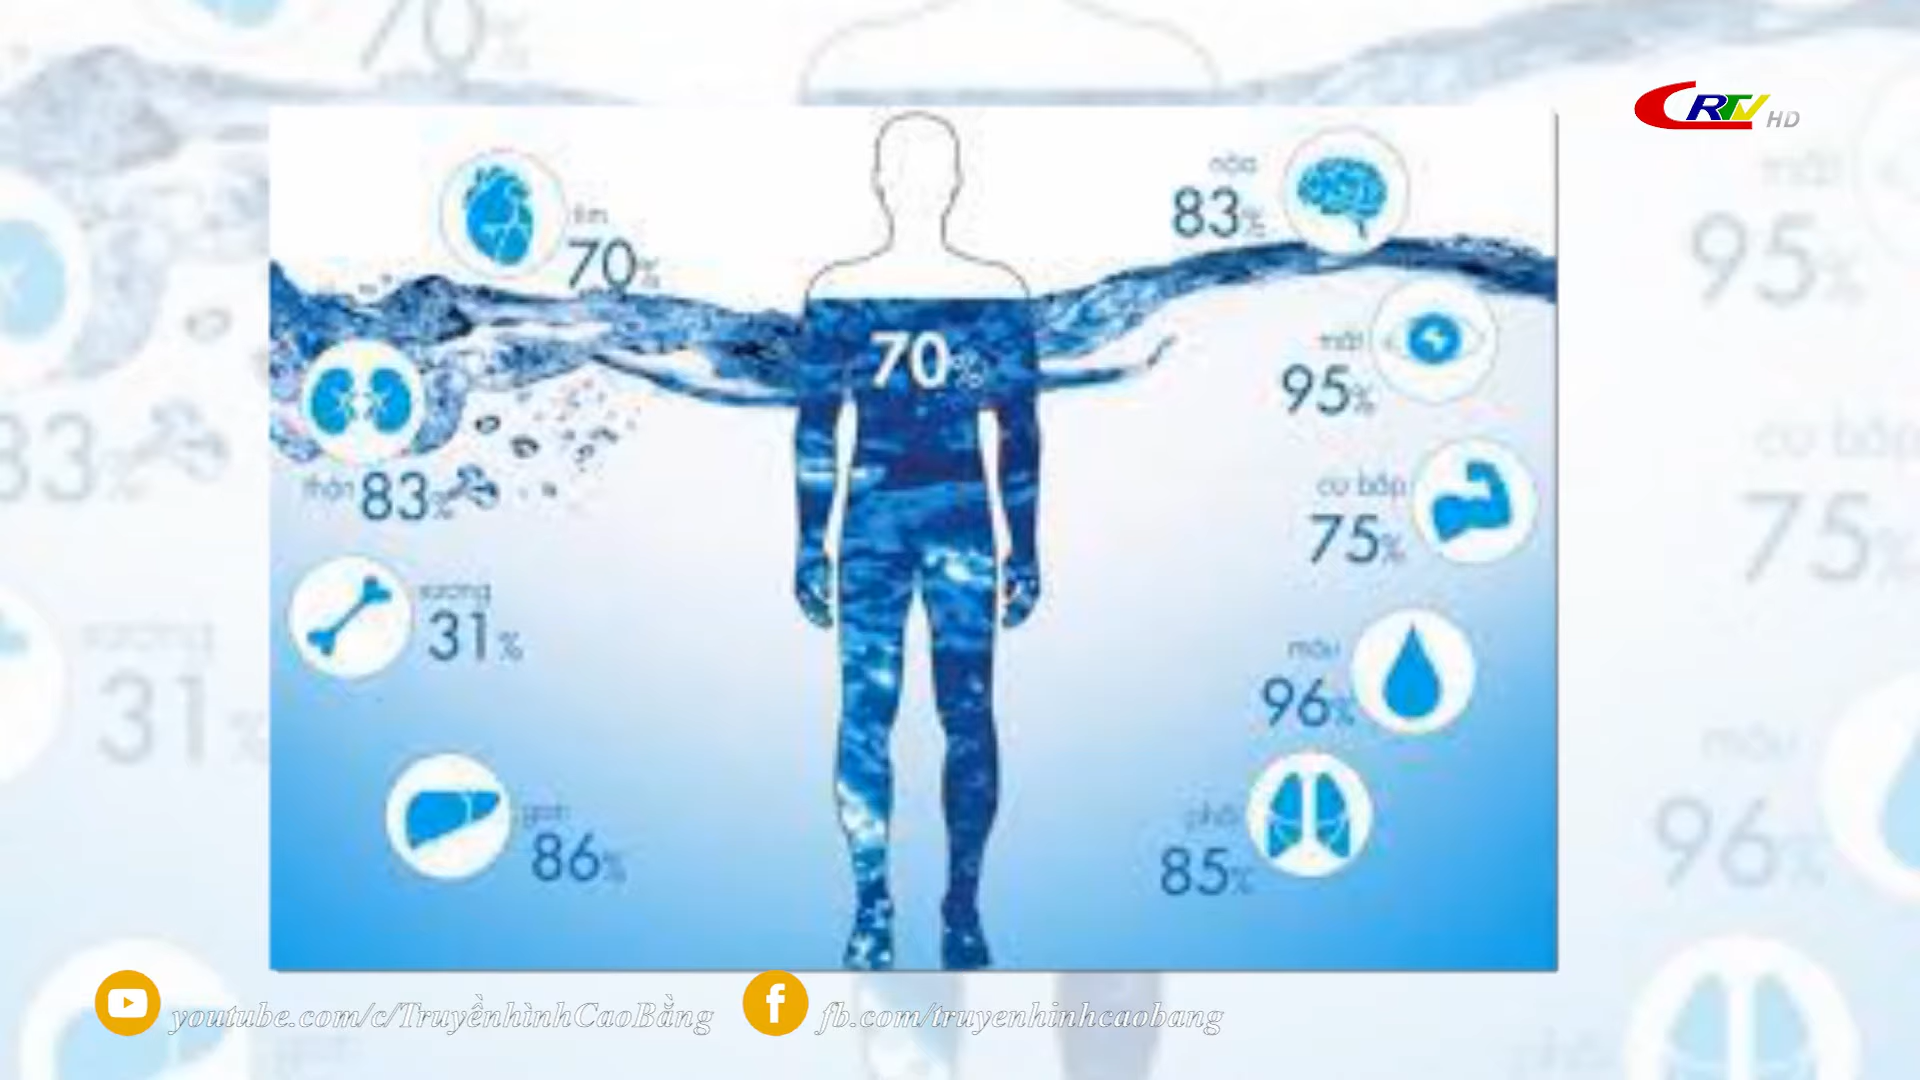 CRTV HD
tim
70%
não
83%
70%
mắt
95%
thận 83%
cơ bắp
75%
xương
31%
máu
96%
gan
86%
phổi
85%
youtube.com/c/TruyềnhìnhCaoBằng
fb.com/truyenhinhcaobang